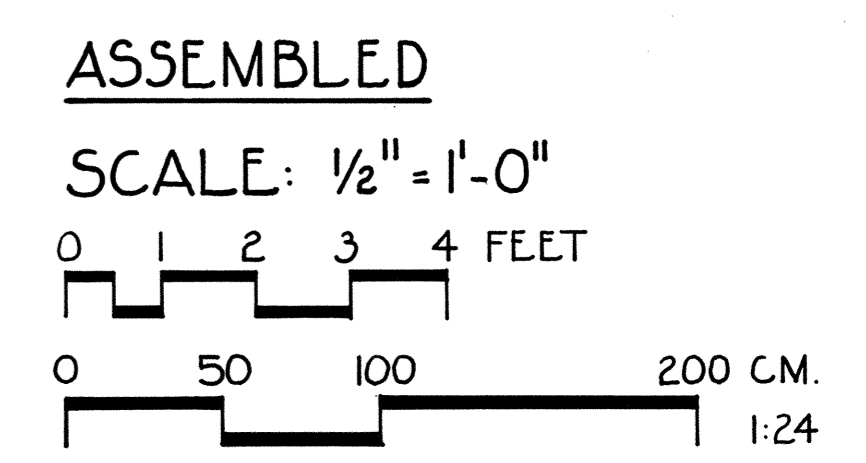 ASSEMBLED
SCALE: ½" = 1'-0"
0 1 2 3 4 FEET
0 50 100 200 CM.
1:24